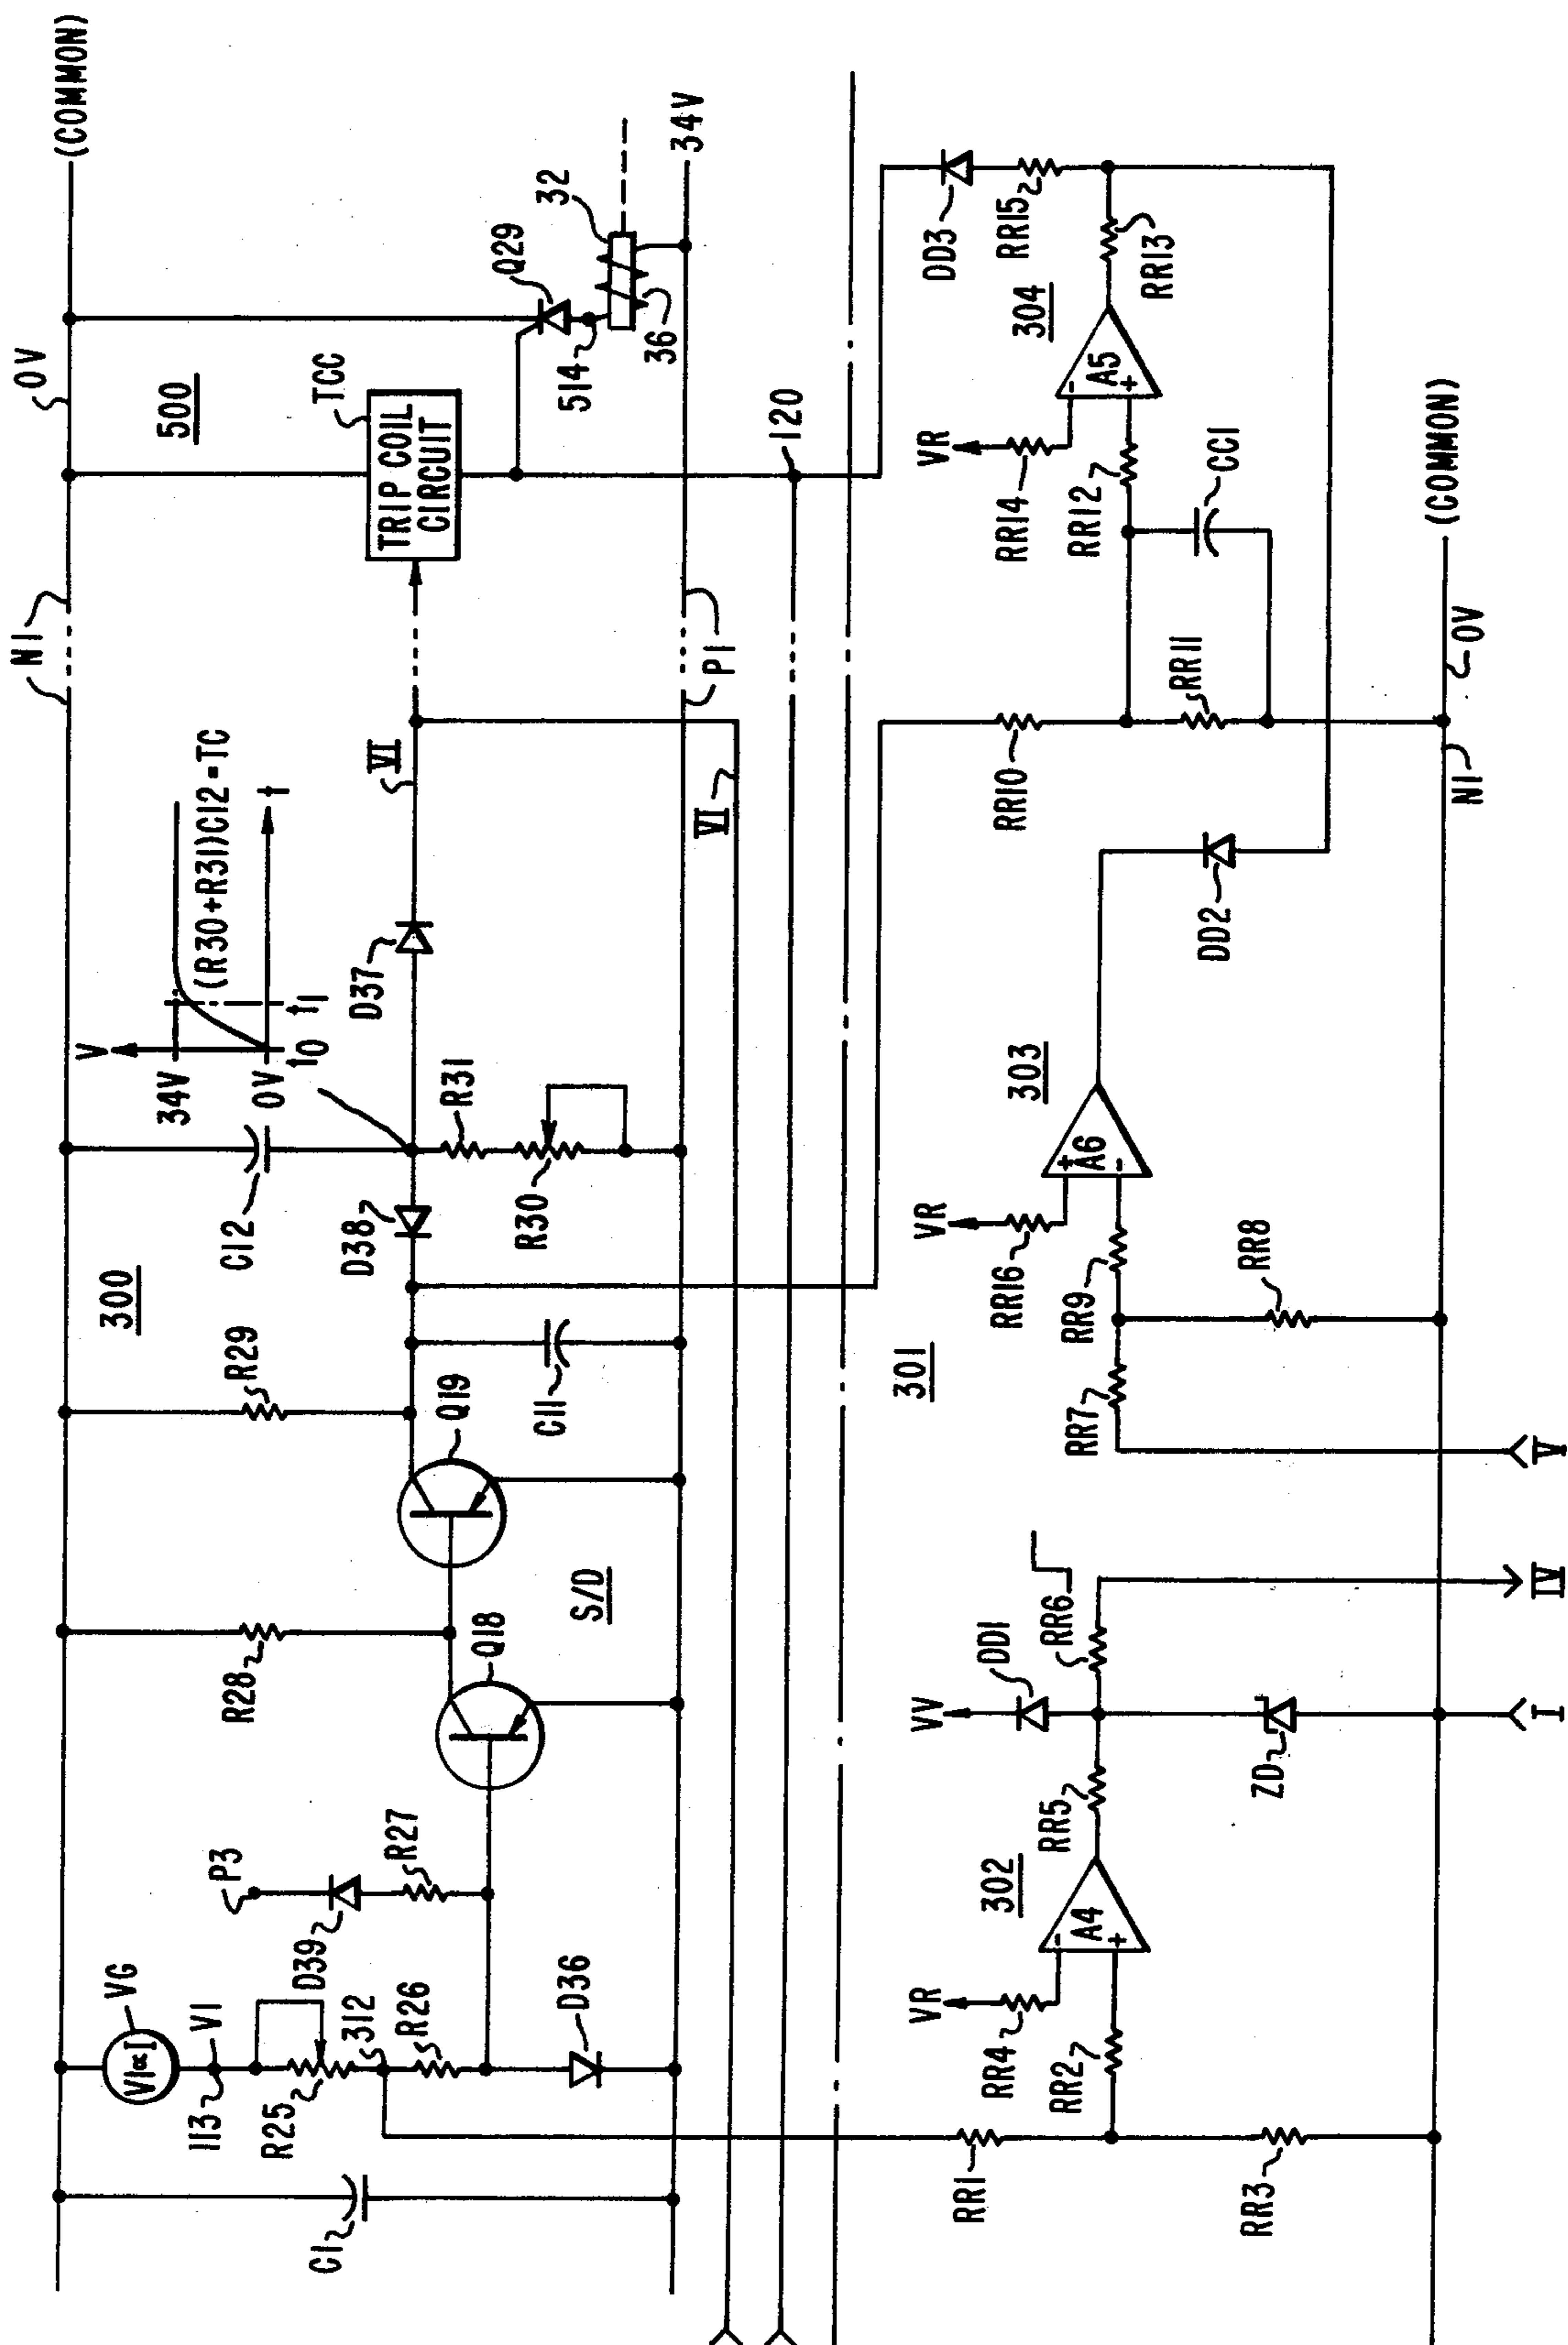 N1
0V
(COMMON)
300
500
C1
VG
V1∝I
113
V1
R25
D39
312
P3
R26
R27
D36
R28
Q18
S/D
Q19
R29
C11
D38
C12
R30
R31
V
34V
0V
t0
t1
t
(R30+R31)C12=TC
D37
VI
VI
P1
TRIP COIL
CIRCUIT
TCC
514
Q29
32
36
34V
120
301
RR1
RR3
RR2
RR4
VR
302
A4
-
+
RR5
VV
DD1
RR6
ZD
I
IV
V
RR7
RR9
RR8
RR16
VR
303
A6
+
-
DD2
RR10
RR11
CC1
RR12
RR14
VR
304
A5
-
+
RR13
RR15
DD3
N1
0V
(COMMON)